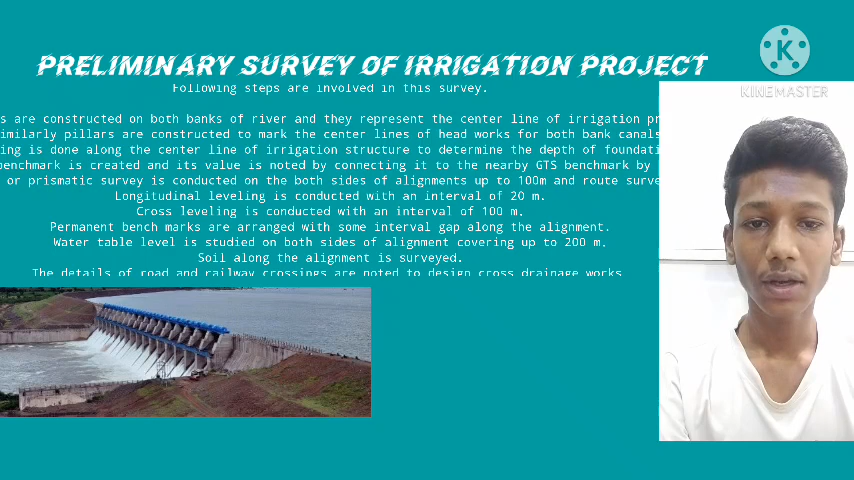 PRELIMINARY SURVEY OF IRRIGATION PROJECT
K
KINEMASTER
Following steps are involved in this survey.
s are constructed on both banks of river and they represent the center line of irrigation pr
imilarly pillars are constructed to mark the center lines of head works for both bank canals
ing is done along the center line of irrigation structure to determine the depth of foundati
benchmark is created and its value is noted by connecting it to the nearby GTS benchmark by
or prismatic survey is conducted on the both sides of alignments up to 100m and route surve
Longitudinal leveling is conducted with an interval of 20 m.
Cross leveling is conducted with an interval of 100 m.
Permanent bench marks are arranged with some interval gap along the alignment.
Water table level is studied on both sides of alignment covering up to 200 m.
Soil along the alignment is surveyed.
The details of road and railway crossings are noted to design cross drainage works